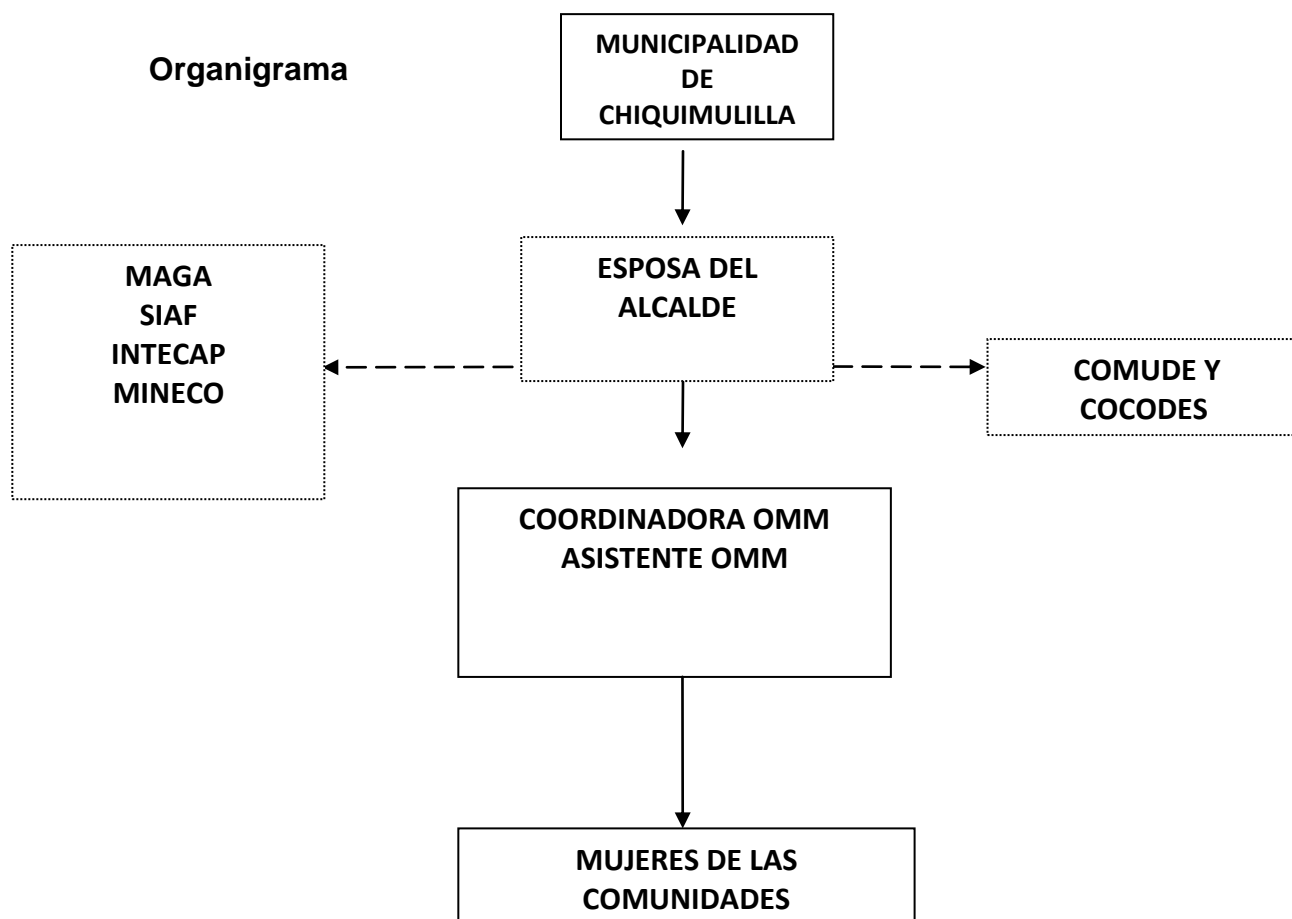 Organigrama
MUNICIPALIDAD
DE
CHIQUIMULILLA
MAGA
SIAF
INTECAP
MINECO
ESPOSA DEL
ALCALDE
COMUDE Y
COCODES
COORDINADORA OMM
ASISTENTE OMM
MUJERES DE LAS
COMUNIDADES